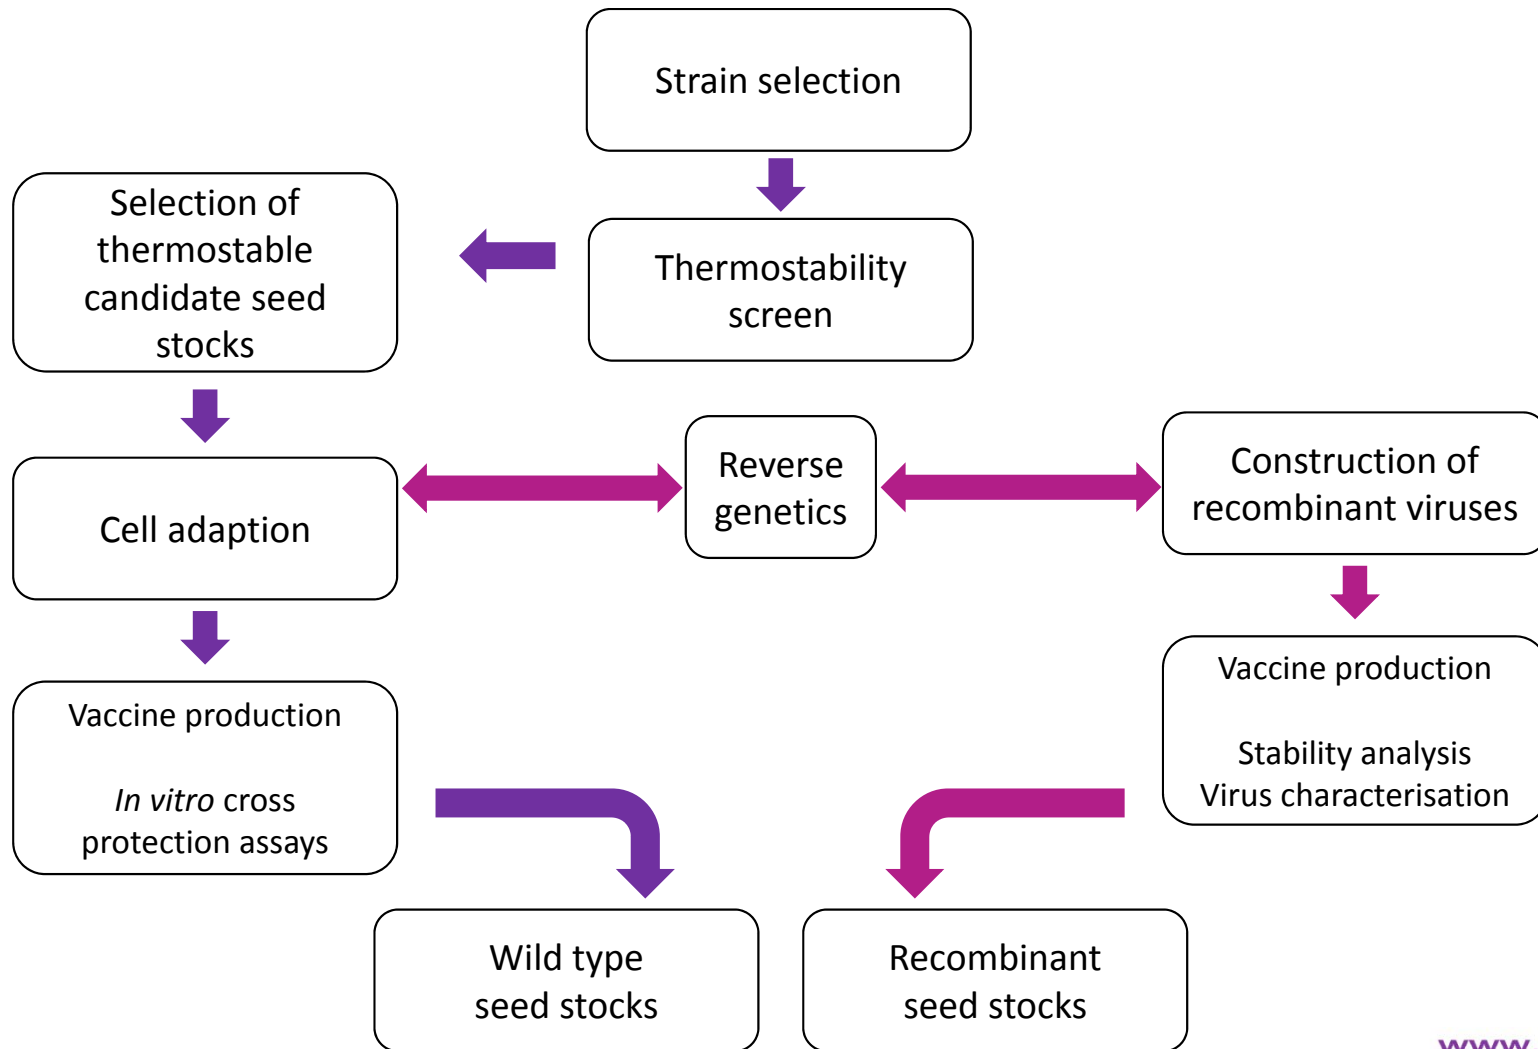 Strain selection
Selection of
thermostable
candidate seed
stocks
Thermostability
screen
Cell adaption
Reverse
genetics
Construction of
recombinant viruses
Vaccine production
In vitro cross
protection assays
Vaccine production
Stability analysis
Virus characterisation
Wild type
seed stocks
Recombinant
seed stocks
www